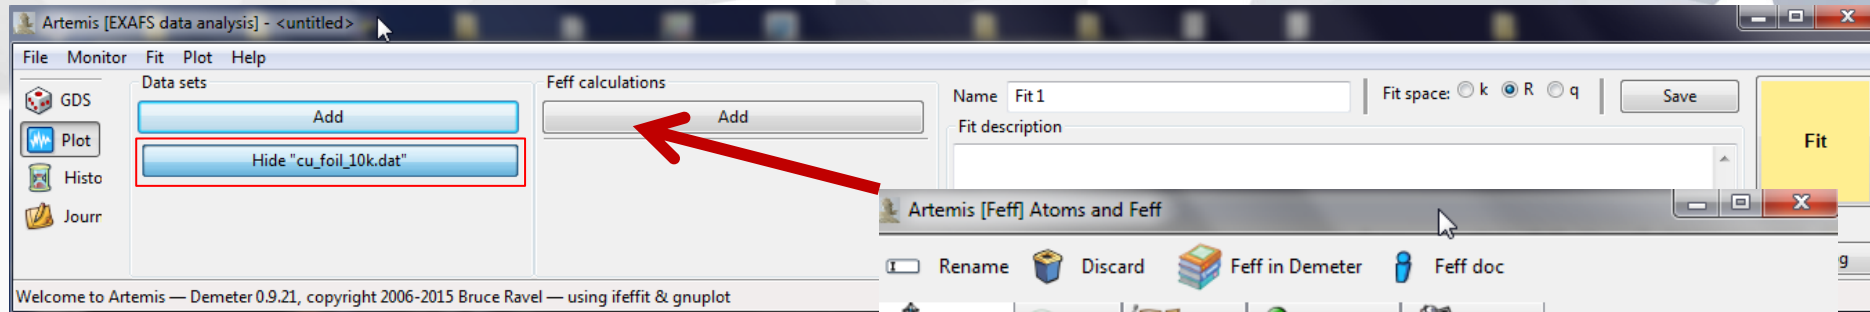 Artemis [EXAFS data analysis] - <untitled>
File Monitor Fit Plot Help
Data sets
Feff calculations
GDS
Add
Add
Name Fit 1
Fit space: k R q
Save
Plot
Fit description
Fit
Hide "cu_foil_10k.dat"
Histo
Journ
Artemis [Feff] Atoms and Feff
Rename Discard Feff in Demeter Feff doc
g
Welcome to Artemis — Demeter 0.9.21, copyright 2006-2015 Bruce Ravel — using ifeffit & gnuplot